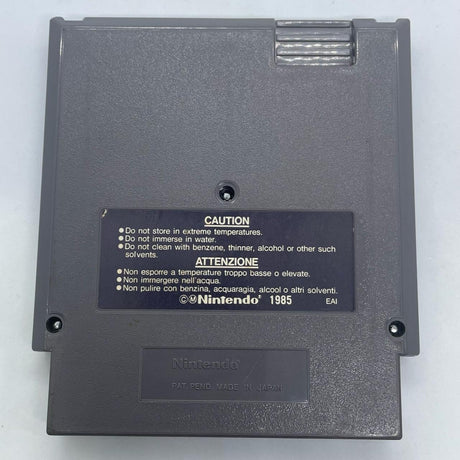 CAUTION
●Do not store in extreme temperatures.
●Do not immerse in water.
●Do not clean with benzene, thinner, alcohol or other such
solvents.
ATTENZIONE
●Non esporre a temperature troppo basse o elevate.
●Non immergere nell'acqua.
●Non pulire con benzina, acquaragia, alcool o altri solventi.
©ⓂNintendo® 1985 EAI
Nintendo®
PAT. PEND. MADE IN JAPAN